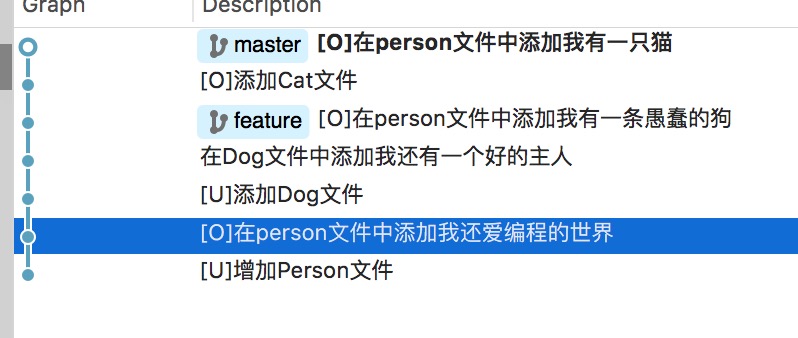 Graph Description
master [O]在person文件中添加我有一只猫
[O]添加Cat文件
feature [O]在person文件中添加我有一条愚蠢的狗
在Dog文件中添加我还有一个好的主人
[U]添加Dog文件
[O]在person文件中添加我还爱编程的世界
[U]增加Person文件